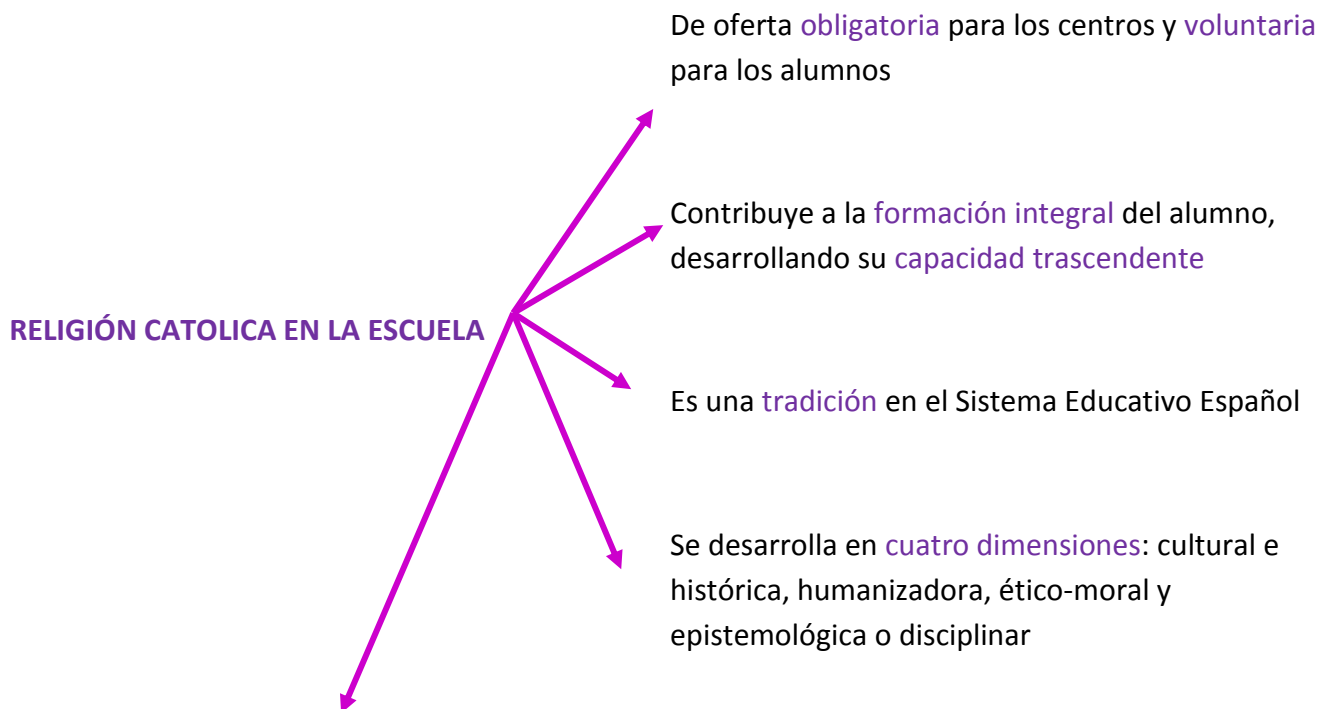 De oferta obligatoria para los centros y voluntaria
para los alumnos
Contribuye a la formación integral del alumno,
desarrollando su capacidad trascendente
RELIGIÓN CATOLICA EN LA ESCUELA
Es una tradición en el Sistema Educativo Español
Se desarrolla en cuatro dimensiones: cultural e
histórica, humanizadora, ético-moral y
epistemológica o disciplinar